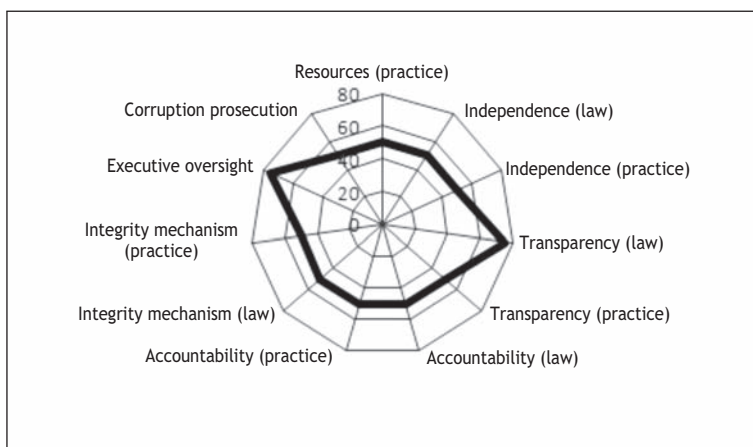 Resources (practice)
80
Corruption prosecution
Independence (law)
60
40
Executive oversight
Independence (practice)
20
0
Integrity mechanism
(practice)
Transparency (law)
Integrity mechanism (law)
Transparency (practice)
Accountability (practice)
Accountability (law)